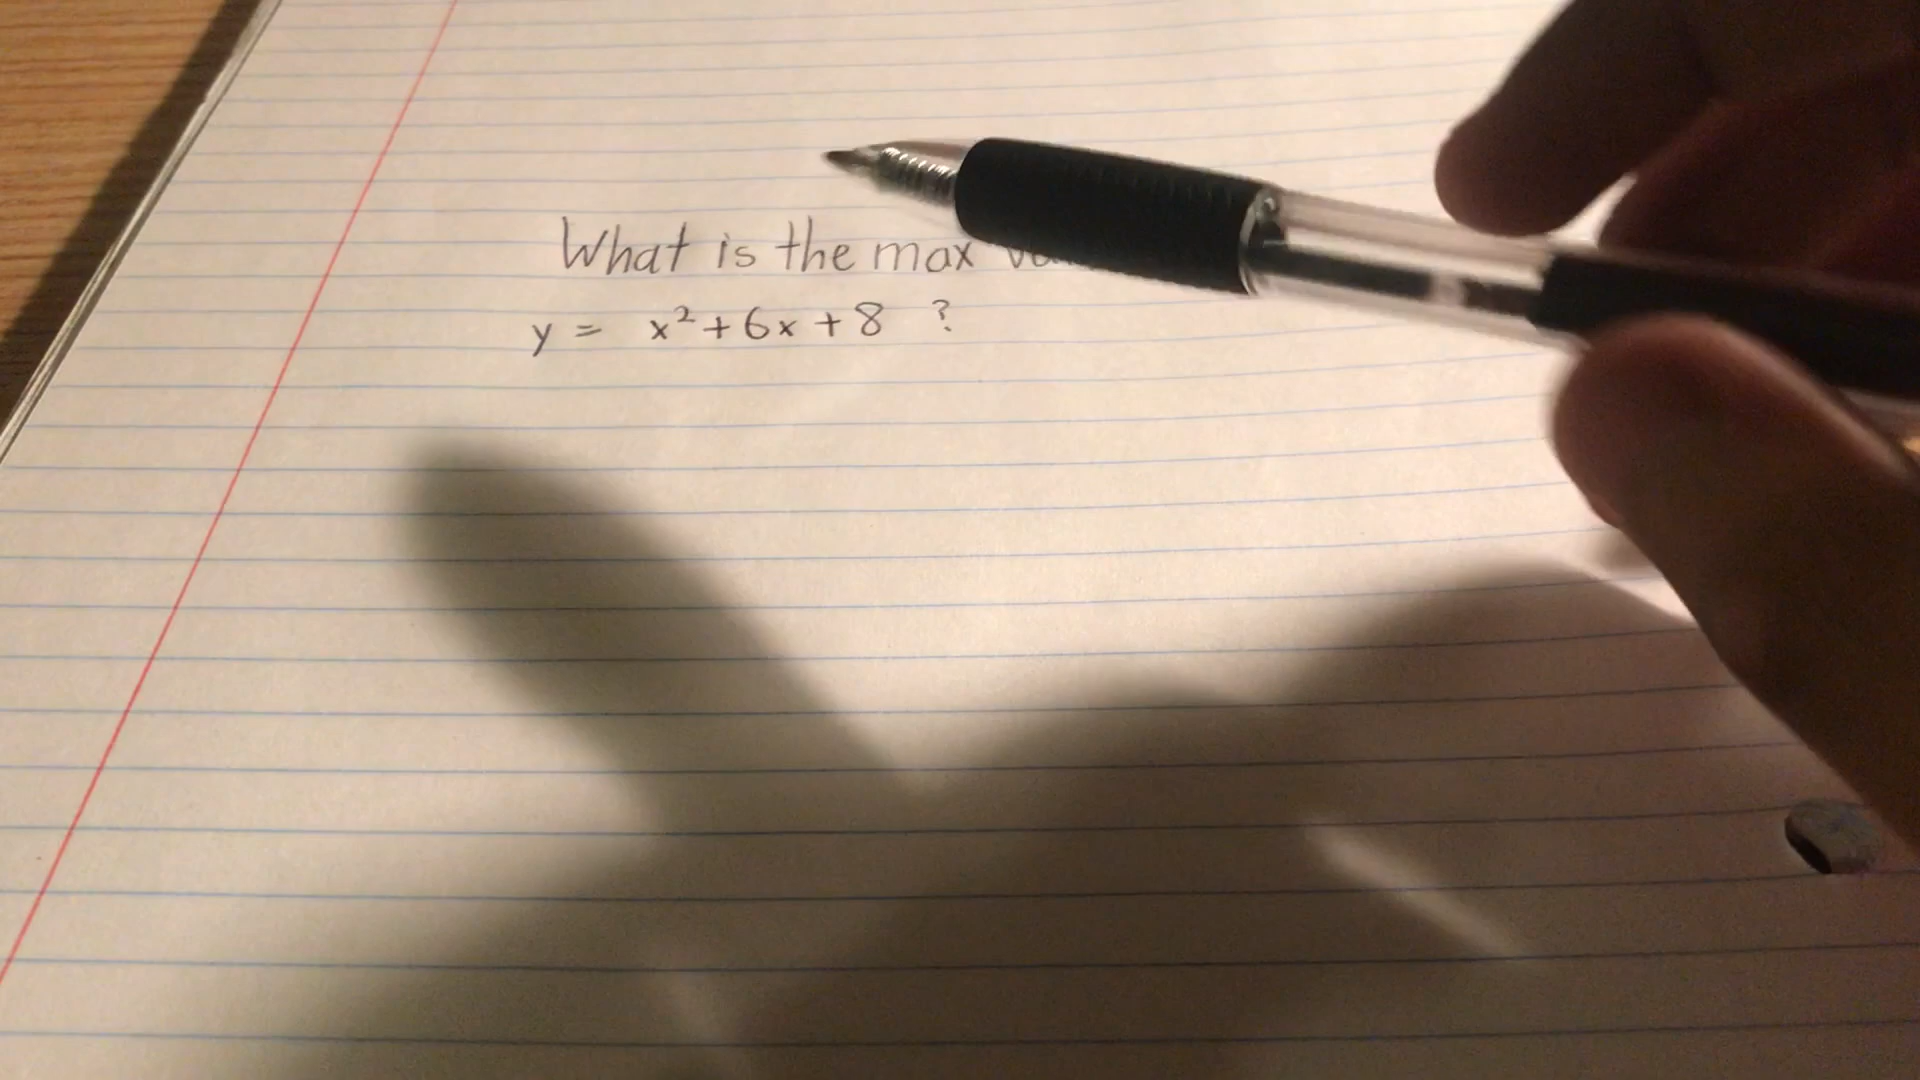 What is the max
y = x²+6x+8 ?